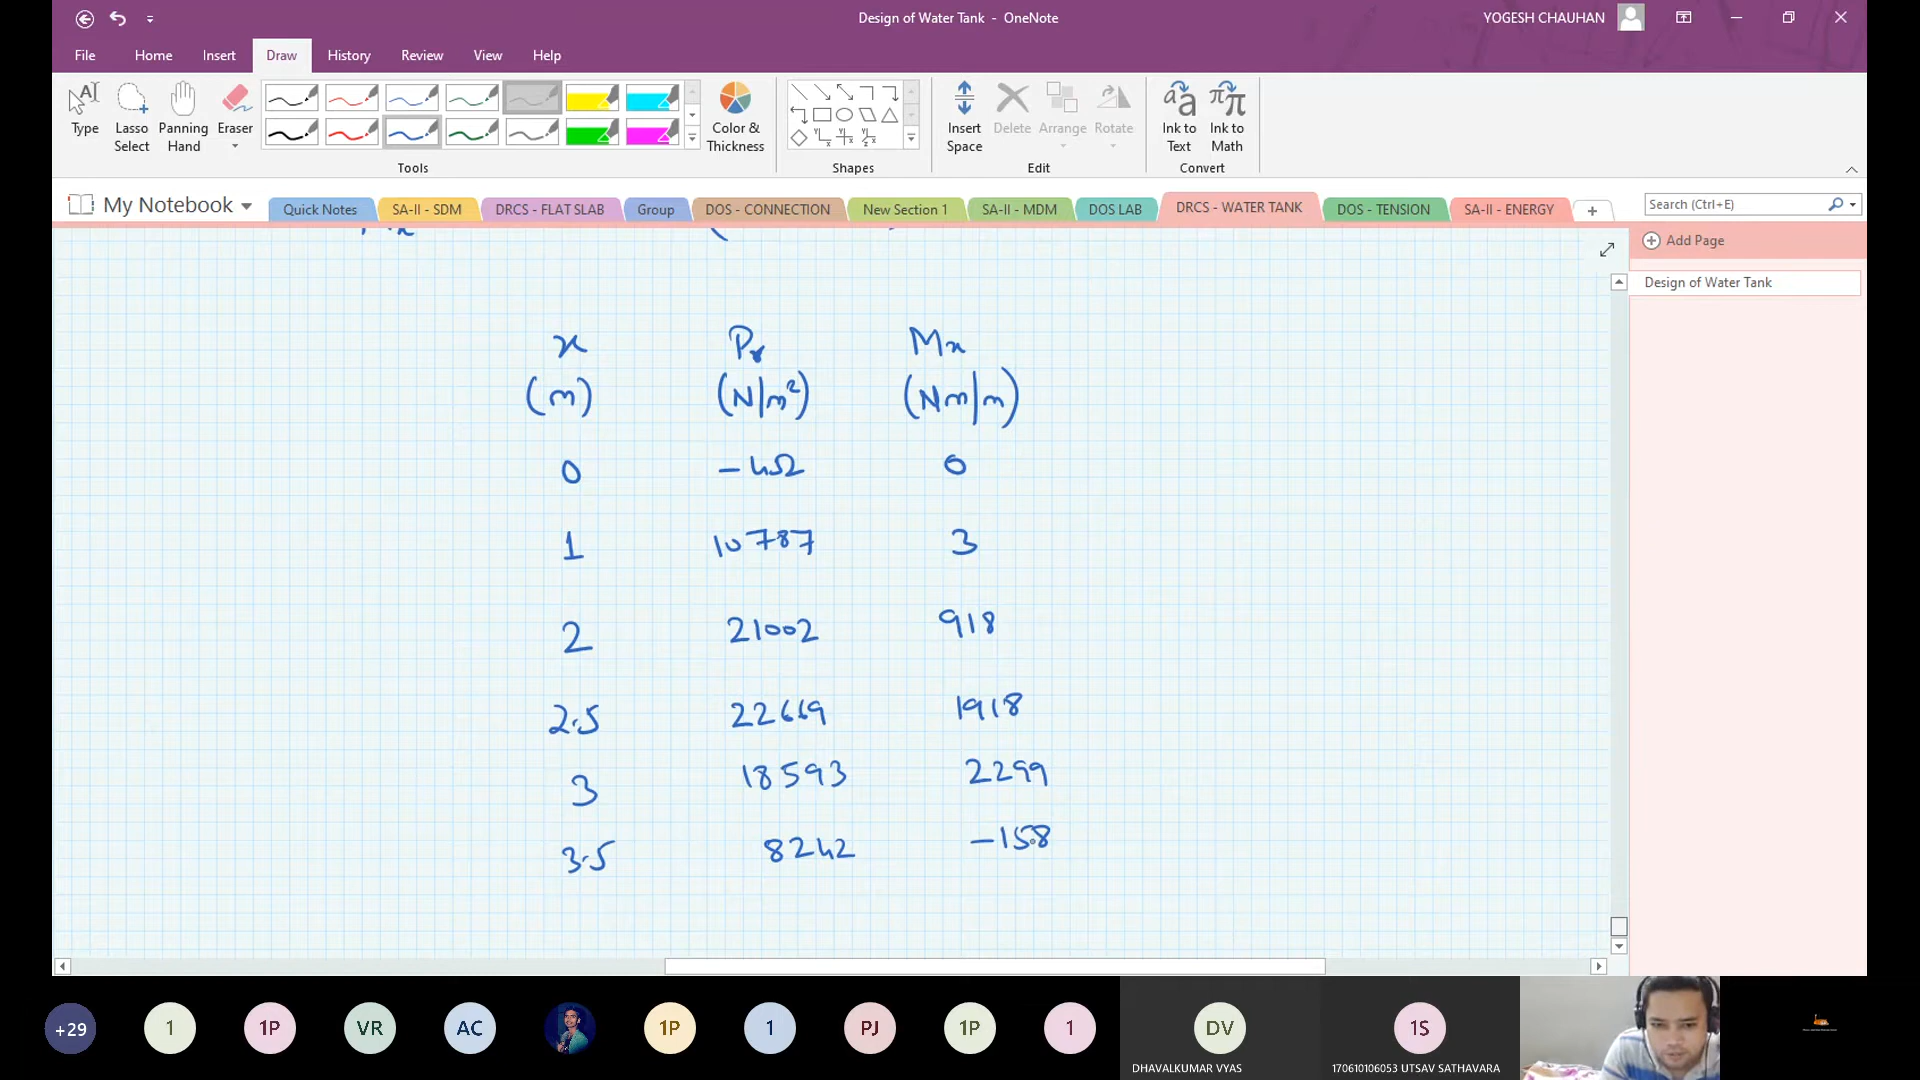 Design of Water Tank - OneNote
YOGESH CHAUHAN
File Home Insert Draw History Review View Help
Type
Lasso Select
Panning Hand
Eraser
Color & Thickness
Insert Space
Delete
Arrange
Rotate
Ink to Text
Ink to Math
Tools Shapes Edit Convert
My Notebook
Quick Notes SA-II - SDM DRCS - FLAT SLAB Group DOS - CONNECTION New Section 1 SA-II - MDM DOS LAB DRCS - WATER TANK DOS - TENSION SA-II - ENERGY
Search (Ctrl+E)
Add Page
Design of Water Tank
x Pr Mx
(m) (N/m²) (Nm/m)
0 -452 0
1 10787 3
2 21002 918
2.5 22669 1918
3 18593 2299
3.5 8242 -158
+29 1 1P VR AC 1P 1 PJ 1P 1 DV 1S
DHAVALKUMAR VYAS
170610106053 UTSAV SATHAVARA